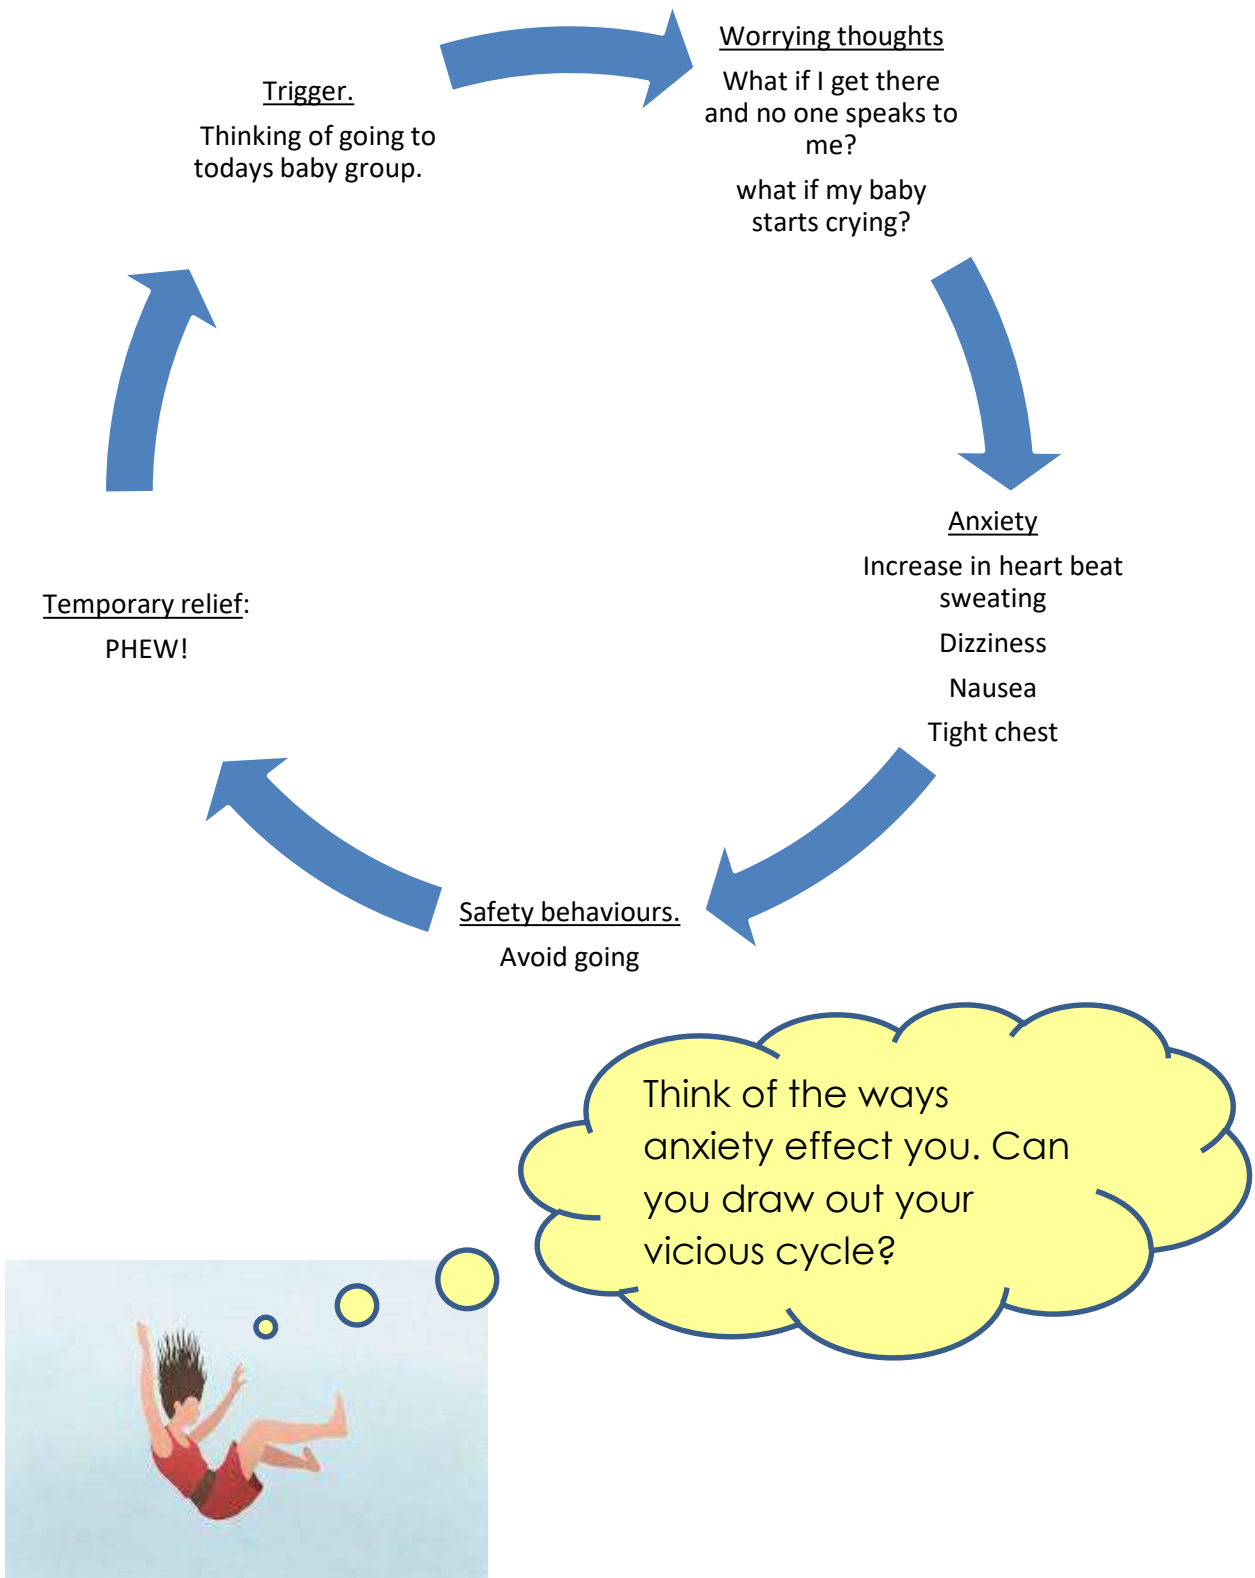 Trigger.
Thinking of going to
todays baby group.
Worrying thoughts
What if I get there
and no one speaks to
me?
what if my baby
starts crying?
Anxiety
Increase in heart beat
sweating
Dizziness
Nausea
Tight chest
Safety behaviours.
Avoid going
Temporary relief:
PHEW!
Think of the ways
anxiety effect you. Can
you draw out your
vicious cycle?